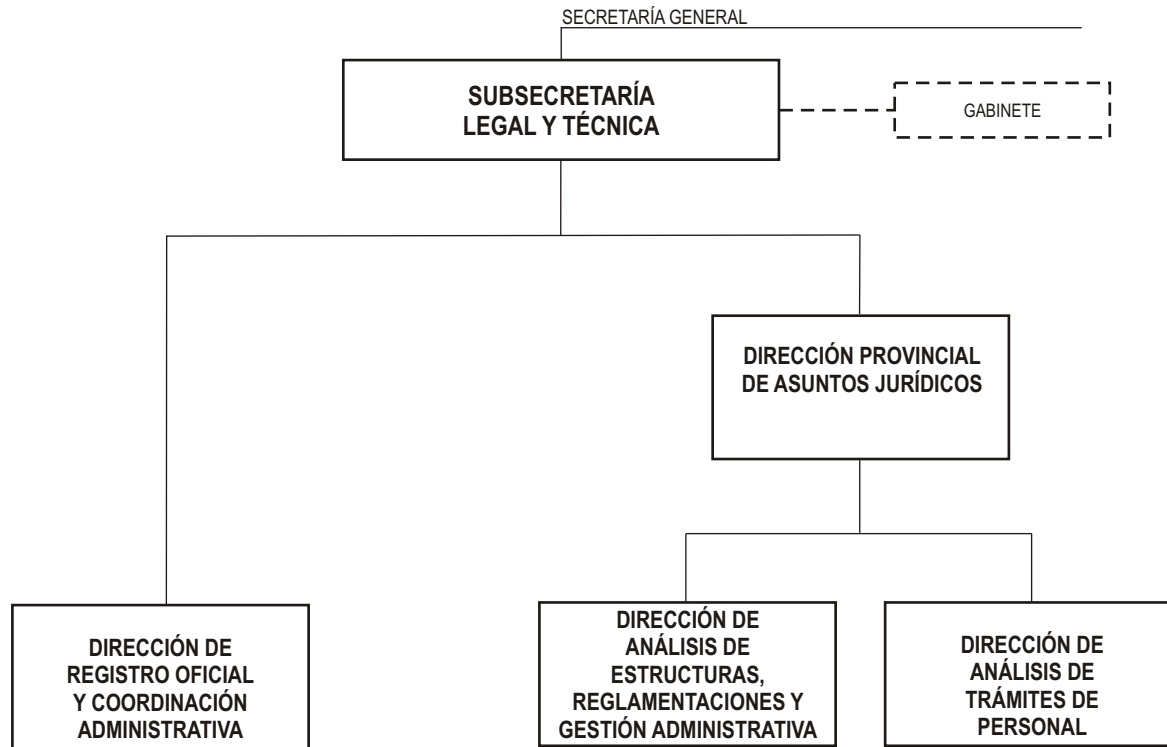 SECRETARÍA GENERAL
SUBSECRETARÍA
LEGAL Y TÉCNICA
GABINETE
DIRECCIÓN PROVINCIAL
DE ASUNTOS JURÍDICOS
DIRECCIÓN DE
REGISTRO OFICIAL
Y COORDINACIÓN
ADMINISTRATIVA
DIRECCIÓN DE
ANÁLISIS DE
ESTRUCTURAS,
REGLAMENTACIONES Y
GESTIÓN ADMINISTRATIVA
DIRECCIÓN DE
ANÁLISIS DE
TRÁMITES DE
PERSONAL